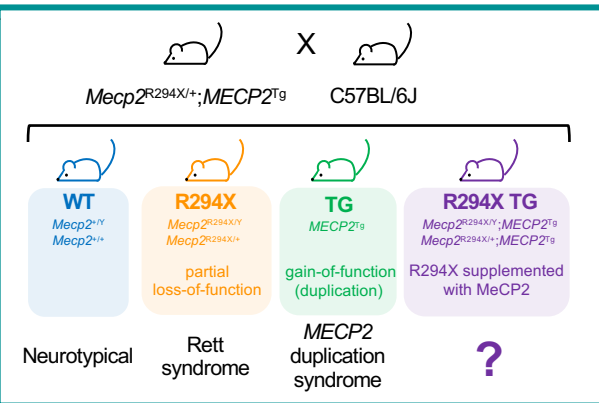 X
Mecp2R294X/+;MECP2Tg C57BL/6J
WT R294X TG R294X TG
Mecp2+/Y Mecp2R294X/Y MECP2Tg Mecp2R294X/Y;MECP2Tg
Mecp2+/+ Mecp2R294X/+ Mecp2R294X/+;MECP2Tg
partial gain-of-function R294X supplemented
loss-of-function (duplication) with MeCP2
Neurotypical Rett MECP2 ?
syndrome duplication
syndrome